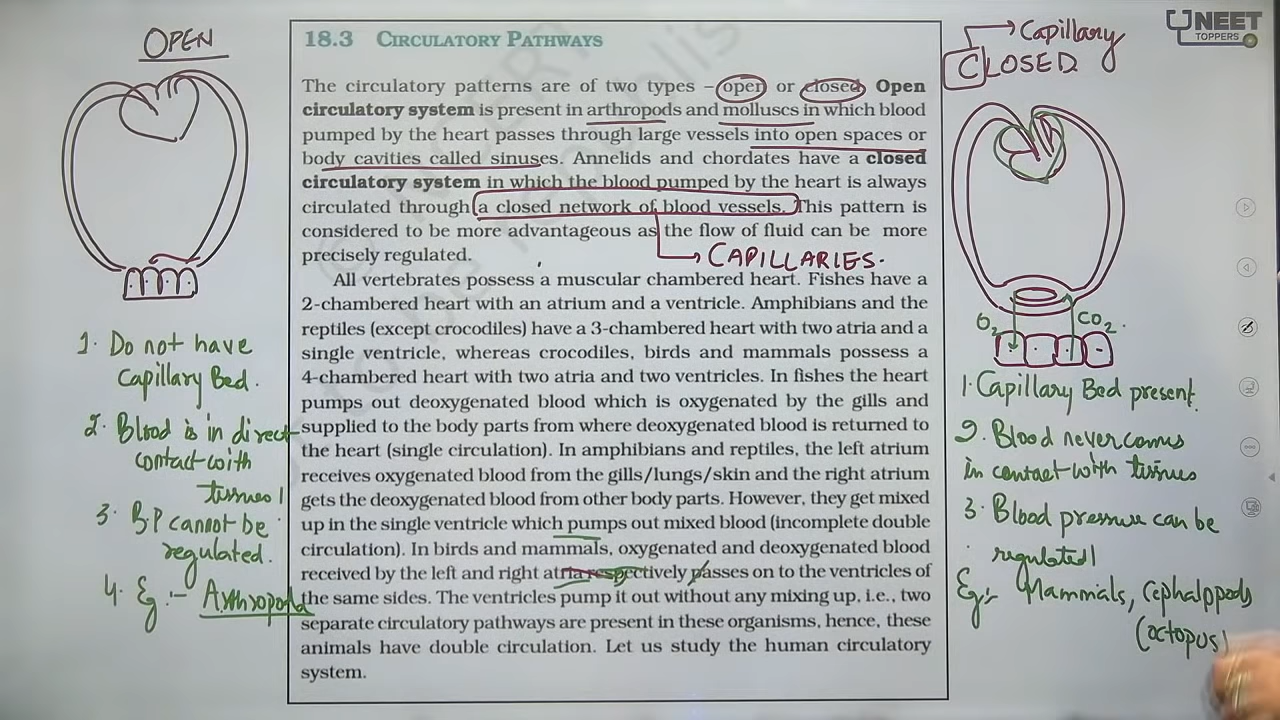 OPEN
1. Do not have
Capillary Bed.
2. Blood is in direct
contact with
tissues
3. B.P cannot be
regulated.
4. Eg :- Arthropoda
18.3 CIRCULATORY PATHWAYS
The circulatory patterns are of two types – open or closed. Open
circulatory system is present in arthropods and molluscs in which blood
pumped by the heart passes through large vessels into open spaces or
body cavities called sinuses. Annelids and chordates have a closed
circulatory system in which the blood pumped by the heart is always
circulated through a closed network of blood vessels. This pattern is
considered to be more advantageous as the flow of fluid can be more
precisely regulated.
CAPILLARIES.
All vertebrates possess a muscular chambered heart. Fishes have a
2-chambered heart with an atrium and a ventricle. Amphibians and the
reptiles (except crocodiles) have a 3-chambered heart with two atria and a
single ventricle, whereas crocodiles, birds and mammals possess a
4-chambered heart with two atria and two ventricles. In fishes the heart
pumps out deoxygenated blood which is oxygenated by the gills and
supplied to the body parts from where deoxygenated blood is returned to
the heart (single circulation). In amphibians and reptiles, the left atrium
receives oxygenated blood from the gills/lungs/skin and the right atrium
gets the deoxygenated blood from other body parts. However, they get mixed
up in the single ventricle which pumps out mixed blood (incomplete double
circulation). In birds and mammals, oxygenated and deoxygenated blood
received by the left and right atria respectively passes on to the ventricles of
the same sides. The ventricles pump it out without any mixing up, i.e., two
separate circulatory pathways are present in these organisms, hence, these
animals have double circulation. Let us study the human circulatory
system.
NEET
TOPPERS
Capillary
CLOSED
O2 CO2.
1. Capillary Bed present.
2. Blood never comes
in contact with tissues
3. Blood pressure can be
regulated
Eg:- Mammals, Cephalopods
(octopus)